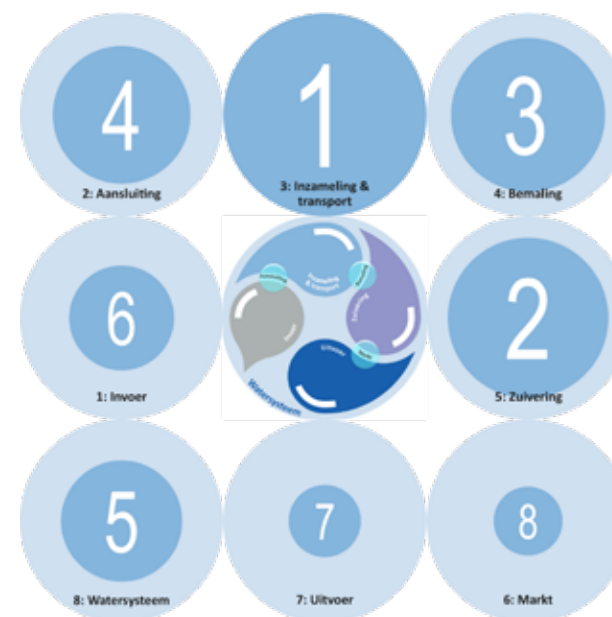 4
2: Aansluiting
1
3: Inzameling &
transport
3
4: Bemaling
6
1: Invoer
Inzameling
& transport
Zuivering
Uitvoer
Watersysteem
2
5: Zuivering
5
8: Watersysteem
7
7: Uitvoer
8
6: Markt